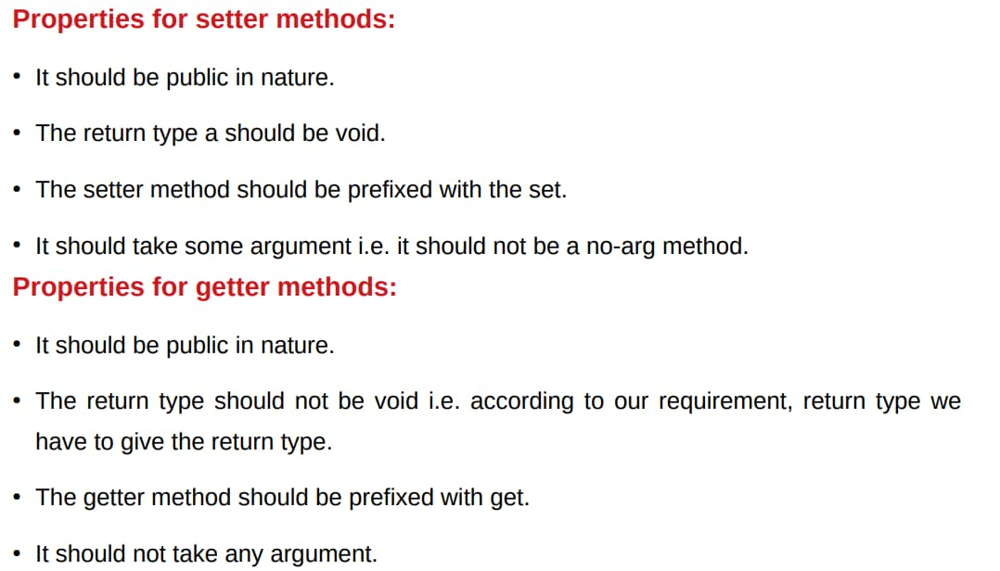 Properties for setter methods:
• It should be public in nature.
• The return type a should be void.
• The setter method should be prefixed with the set.
• It should take some argument i.e. it should not be a no-arg method.
Properties for getter methods:
• It should be public in nature.
• The return type should not be void i.e. according to our requirement, return type we
have to give the return type.
• The getter method should be prefixed with get.
• It should not take any argument.